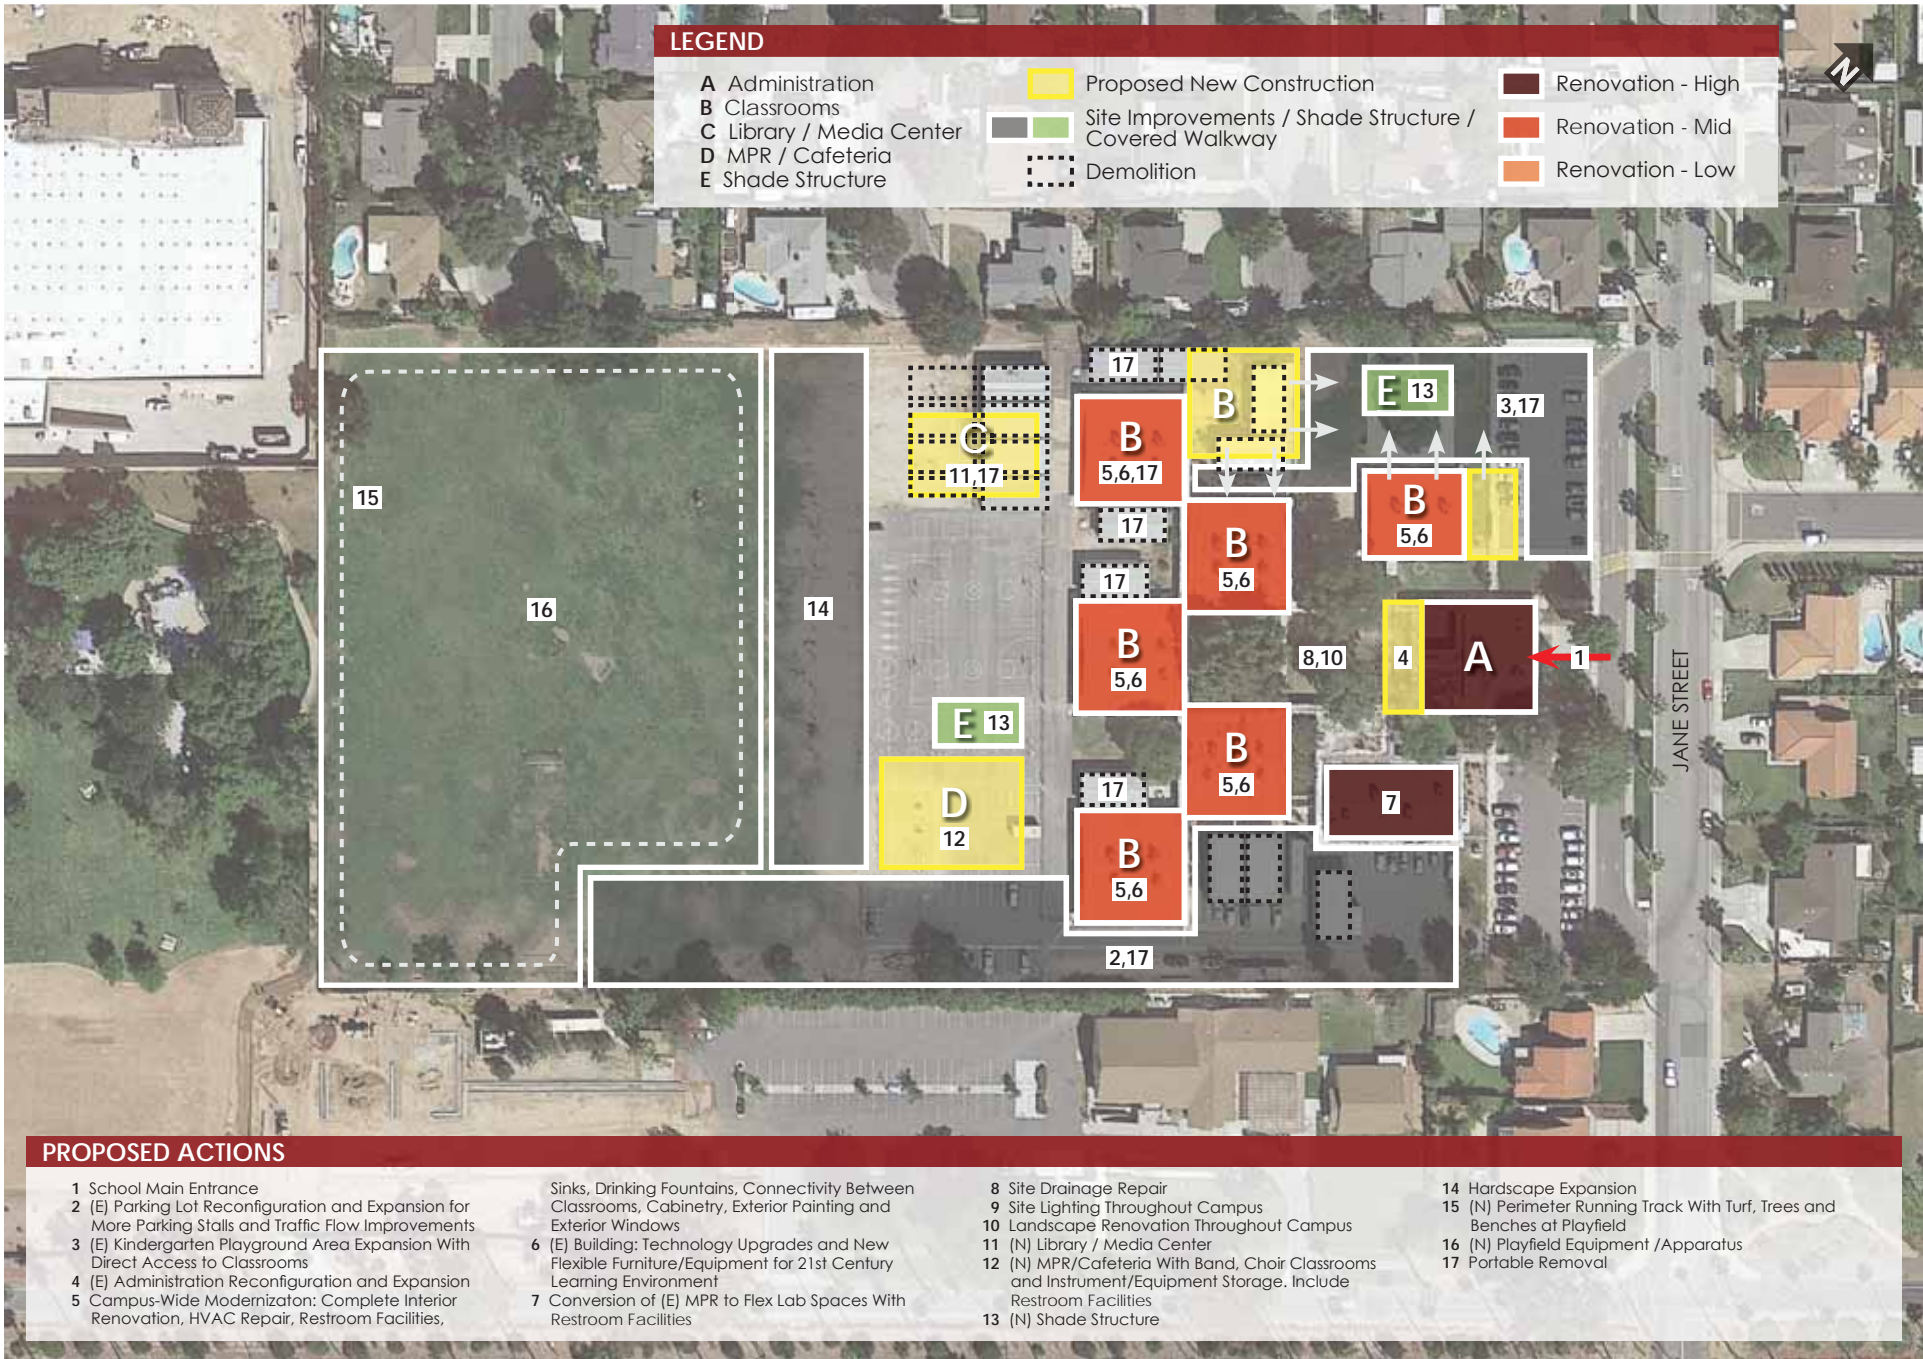 LEGEND
A Administration
B Classrooms
C Library / Media Center
D MPR / Cafeteria
E Shade Structure
Proposed New Construction
Site Improvements / Shade Structure /
Covered Walkway
Demolition
Renovation - High
Renovation - Mid
Renovation - Low
N
17
B
E 13
3,17
B
5,6,17
C
11,17
B
5,6
15
17
B
5,6
17
16
14
B
5,6
8,10
4
A
1
JANE STREET
E 13
B
5,6
D
12
17
7
B
5,6
2,17
PROPOSED ACTIONS
1 School Main Entrance
2 (E) Parking Lot Reconfiguration and Expansion for
More Parking Stalls and Traffic Flow Improvements
3 (E) Kindergarten Playground Area Expansion With
Direct Access to Classrooms
4 (E) Administration Reconfiguration and Expansion
5 Campus-Wide Modernizaton: Complete Interior
Renovation, HVAC Repair, Restroom Facilities,
Sinks, Drinking Fountains, Connectivity Between
Classrooms, Cabinetry, Exterior Painting and
Exterior Windows
6 (E) Building: Technology Upgrades and New
Flexible Furniture/Equipment for 21st Century
Learning Environment
7 Conversion of (E) MPR to Flex Lab Spaces With
Restroom Facilities
8 Site Drainage Repair
9 Site Lighting Throughout Campus
10 Landscape Renovation Throughout Campus
11 (N) Library / Media Center
12 (N) MPR/Cafeteria With Band, Choir Classrooms
and Instrument/Equipment Storage. Include
Restroom Facilities
13 (N) Shade Structure
14 Hardscape Expansion
15 (N) Perimeter Running Track With Turf, Trees and
Benches at Playfield
16 (N) Playfield Equipment /Apparatus
17 Portable Removal